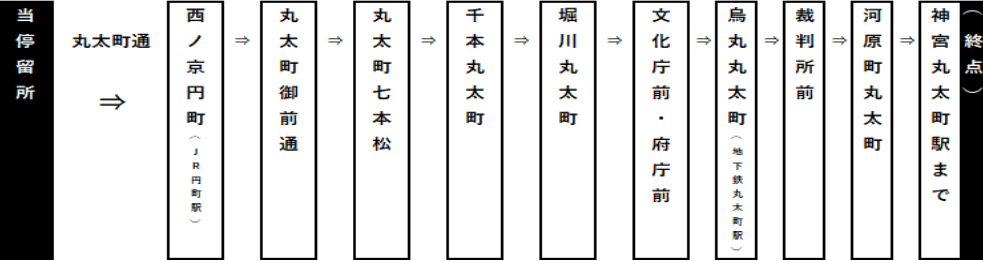 当停留所
丸太町通
⇒
西ノ京円町（JR円町駅）
⇒
丸太町御前通
⇒
丸太町七本松
⇒
千本丸太町
⇒
堀川丸太町
⇒
文化庁前・府庁前
⇒
烏丸丸太町（地下鉄丸太町駅）
⇒
裁判所前
⇒
河原町丸太町
⇒
神宮丸太町駅まで
（終点）